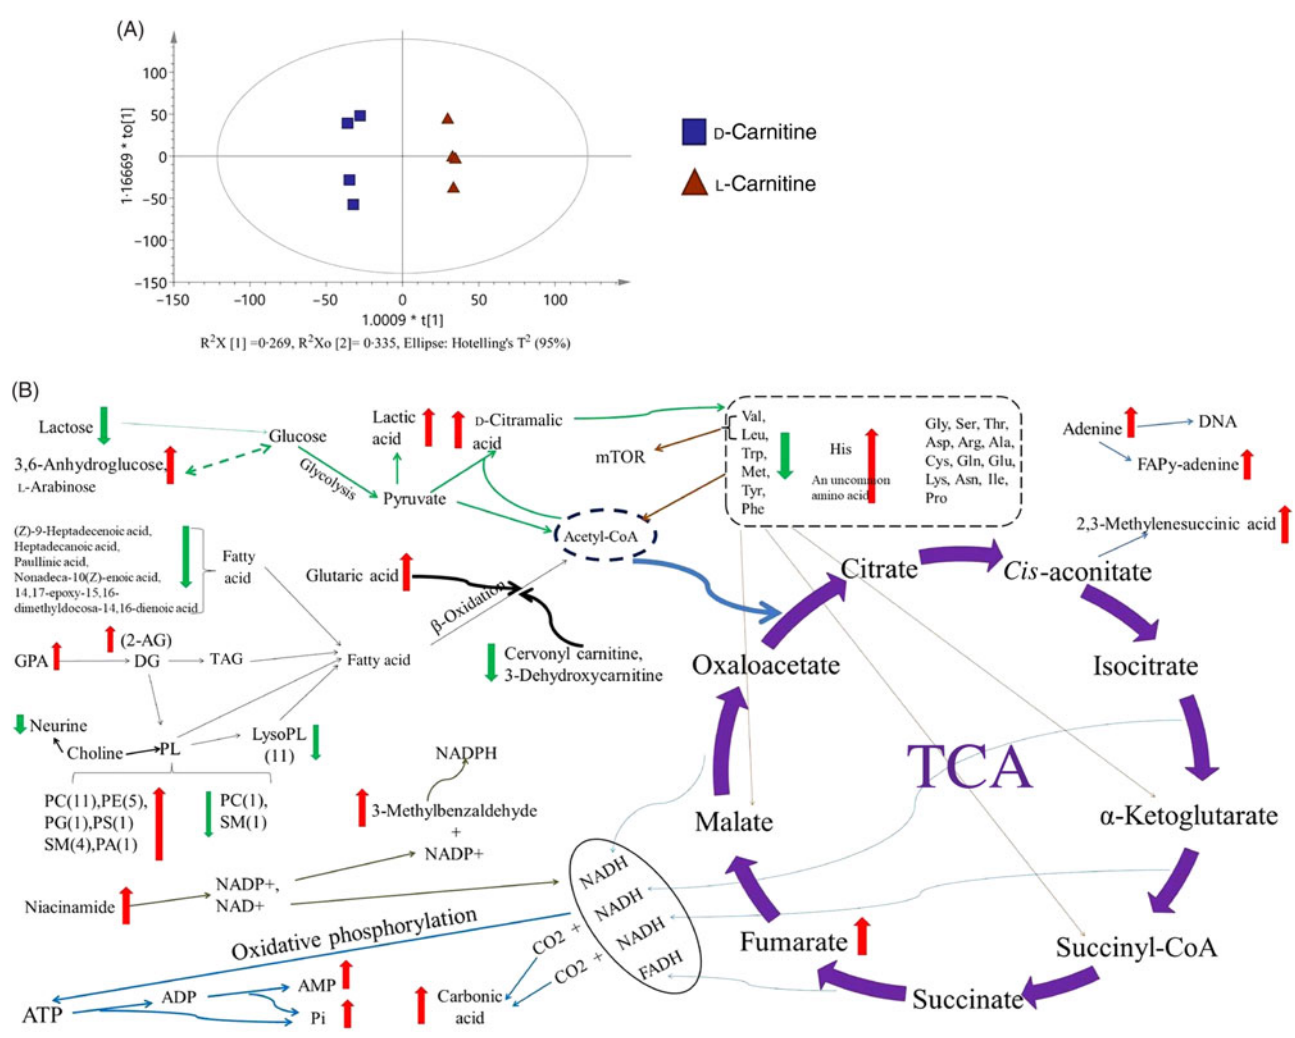 (A)
100
50
0
−50
−100
−150
1·16669 * to[1]
−150
−100
−50
0
50
100
1.0009 * t[1]
R²X [1] =0·269, R²Xo [2]= 0·335, Ellipse: Hotelling's T² (95%)
D-Carnitine
L-Carnitine
(B)
Lactose
3,6-Anhydroglucose,
L-Arabinose
Glucose
Glycolysis
Lactic
acid
D-Citramalic
acid
Pyruvate
Acetyl-CoA
mTOR
Val,
Leu,
Trp,
Met,
Tyr,
Phe
His
An uncommon
amino acid
Gly, Ser, Thr,
Asp, Arg, Ala,
Cys, Gln, Glu,
Lys, Asn, Ile,
Pro
Adenine
DNA
FAPy-adenine
2,3-Methylenesuccinic acid
(Z)-9-Heptadecenoic acid,
Heptadecanoic acid,
Paullinic acid,
Nonadeca-10(Z)-enoic acid,
14,17-epoxy-15,16-
dimethyldocosa-14,16-dienoic acid
Fatty
acid
Glutaric acid
β-Oxidation
Cervonyl carnitine,
3-Dehydroxycarnitine
GPA
(2-AG)
DG
TAG
Fatty acid
Neurine
Choline
PL
LysoPL
(11)
PC(11),PE(5),
PG(1),PS(1)
SM(4),PA(1)
PC(1),
SM(1)
NADPH
3-Methylbenzaldehyde
+
NADP+
Niacinamide
NADP+,
NAD+
Oxidative phosphorylation
ATP
ADP
AMP
Pi
Carbonic
acid
CO2 +
CO2 +
NADH
NADH
NADH
FADH
TCA
Citrate
Cis-aconitate
Isocitrate
α-Ketoglutarate
Succinyl-CoA
Succinate
Fumarate
Malate
Oxaloacetate